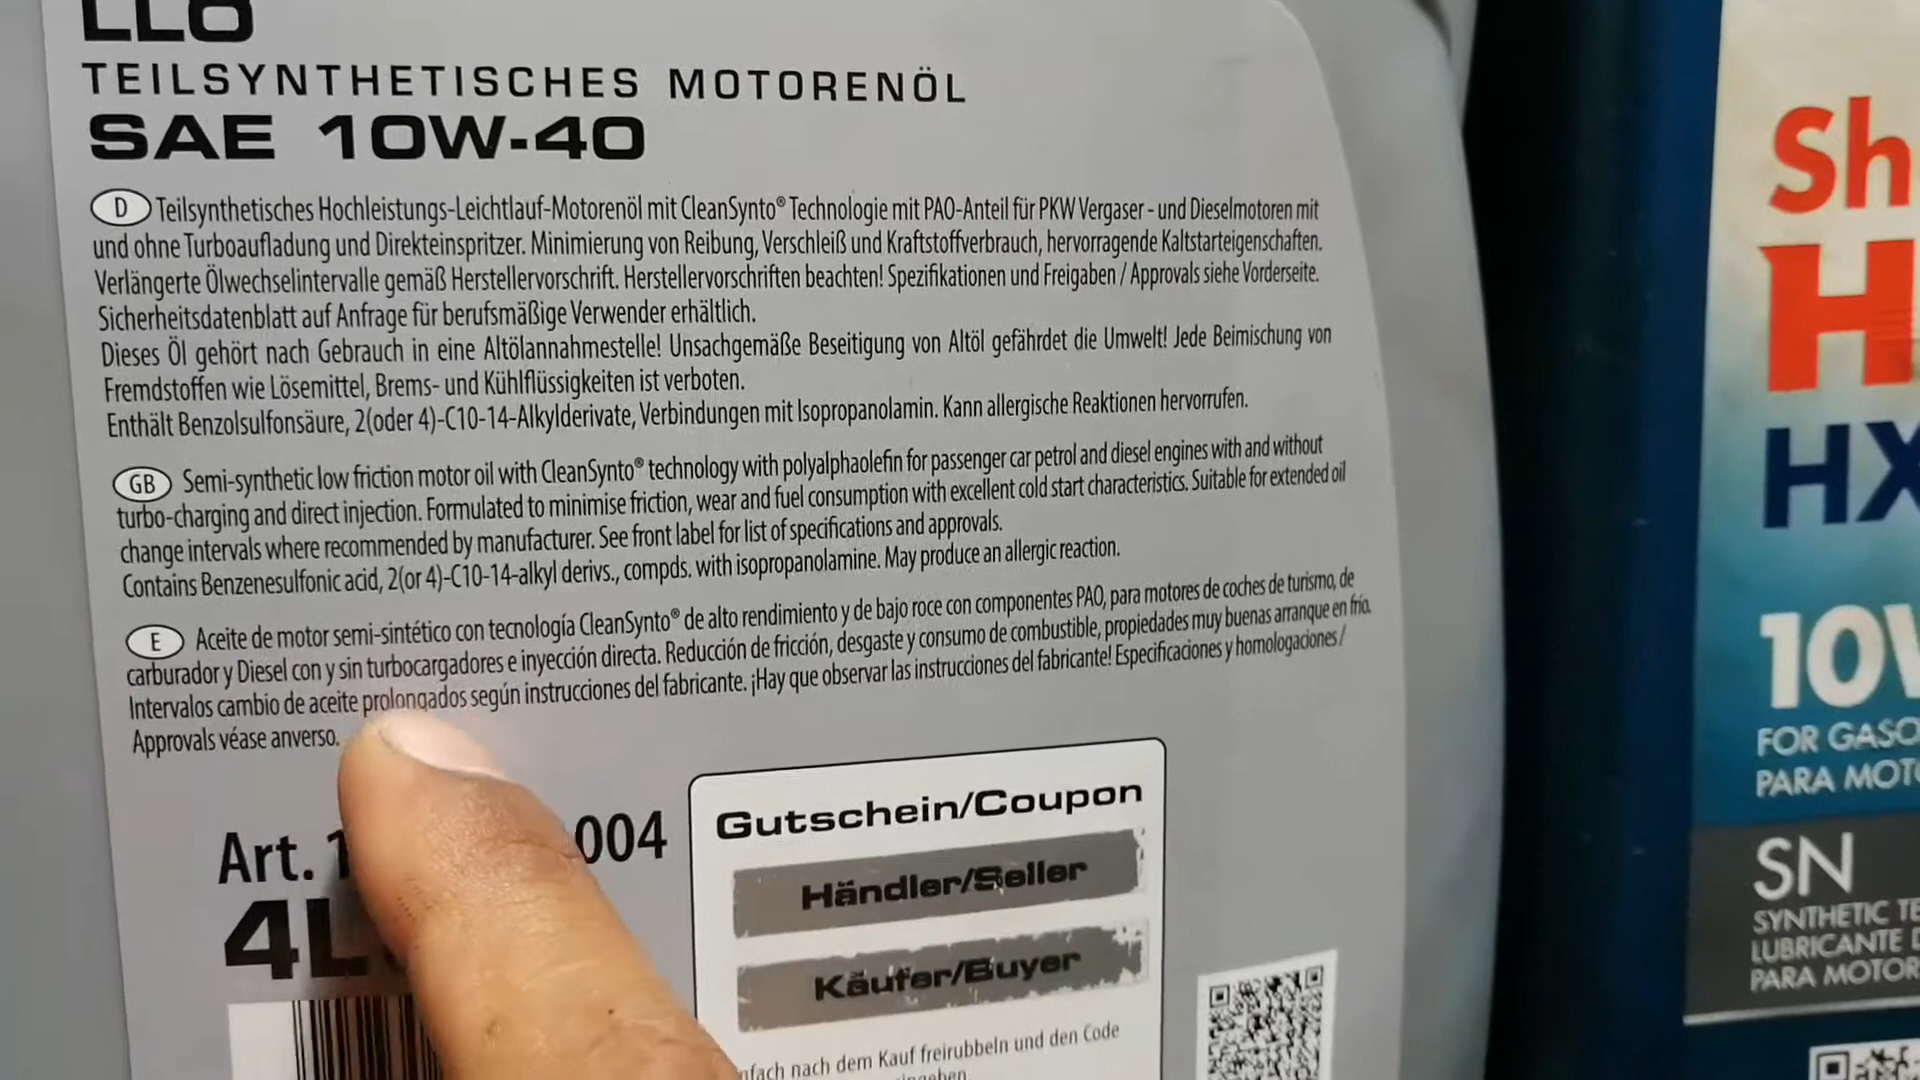 LLO
TEILSYNTHETISCHES MOTORENÖL
SAE 10W-40
D Teilsynthetisches Hochleistungs-Leichtlauf-Motorenöl mit CleanSynto® Technologie mit PAO-Anteil für PKW Vergaser - und Dieselmotoren mit
und ohne Turboaufladung und Direkteinspritzer. Minimierung von Reibung, Verschleiß und Kraftstoffverbrauch, hervorragende Kaltstarteigenschaften.
Verlängerte Ölwechselintervalle gemäß Herstellervorschrift. Herstellervorschriften beachten! Spezifikationen und Freigaben / Approvals siehe Vorderseite.
Sicherheitsdatenblatt auf Anfrage für berufsmäßige Verwender erhältlich.
Dieses Öl gehört nach Gebrauch in eine Altölannahmestelle! Unsachgemäße Beseitigung von Altöl gefährdet die Umwelt! Jede Beimischung von
Fremdstoffen wie Lösemittel, Brems- und Kühlflüssigkeiten ist verboten.
Enthält Benzolsulfonsäure, 2(oder 4)-C10-14-Alkylderivate, Verbindungen mit Isopropanolamin. Kann allergische Reaktionen hervorrufen.
GB Semi-synthetic low friction motor oil with CleanSynto® technology with polyalphaolefin for passenger car petrol and diesel engines with and without
turbo-charging and direct injection. Formulated to minimise friction, wear and fuel consumption with excellent cold start characteristics. Suitable for extended oil
change intervals where recommended by manufacturer. See front label for list of specifications and approvals.
Contains Benzenesulfonic acid, 2(or 4)-C10-14-alkyl derivs., compds. with isopropanolamine. May produce an allergic reaction.
E Aceite de motor semi-sintético con tecnología CleanSynto® de alto rendimiento y de bajo roce con componentes PAO, para motores de coches de turismo, de
carburador y Diesel con y sin turbocargadores e inyección directa. Reducción de fricción, desgaste y consumo de combustible, propiedades muy buenas arranque en frío.
Intervalos cambio de aceite prolongados según instrucciones del fabricante. ¡Hay que observar las instrucciones del fabricante! Especificaciones y homologaciones /
Approvals véase anverso.
Art. 1 004
4L
Gutschein/Coupon
Händler/Seller
Käufer/Buyer
nfach nach dem Kauf freirubbeln und den Code
Sh
H
HX
10W
FOR GASO
PARA MOTO
SN
SYNTHETIC TE
LUBRICANTE D
PARA MOTOR